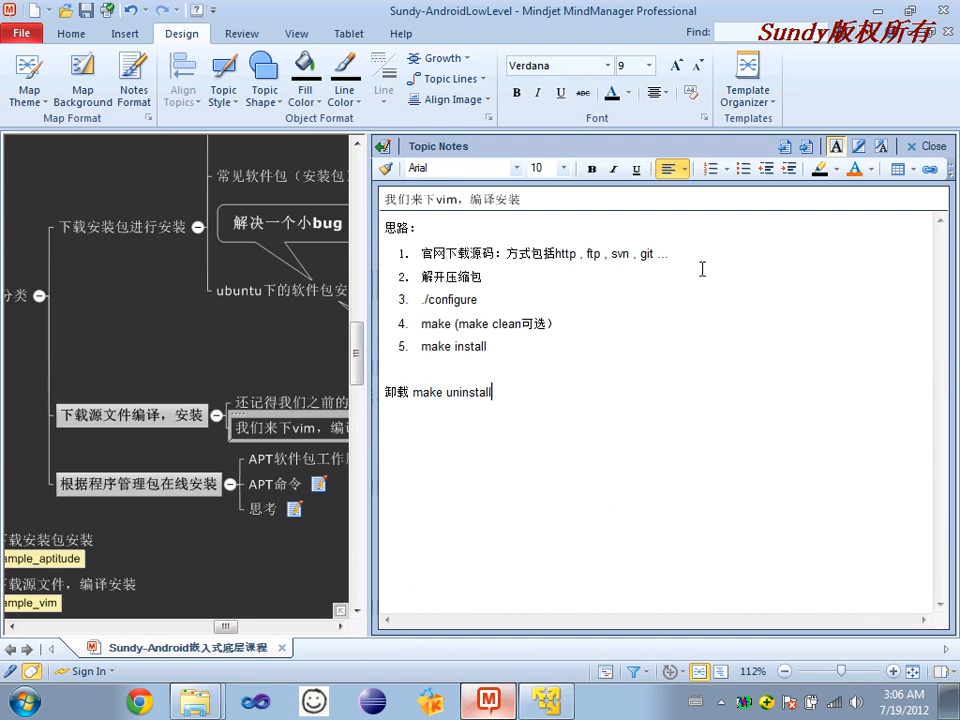 Sundy-AndroidLowLevel - Mindjet MindManager Professional
File
Home
Insert
Design
Review
View
Tablet
Help
Find:
Sundy版权所有
Map Theme
Map Background
Notes Format
Map Format
Align Topics
Topic Style
Topic Shape
Fill Color
Line Color
Line
Growth
Topic Lines
Align Image
Object Format
Verdana
9
B I U ABC A
Font
Template Organizer
Templates
常见软件包（安装包
下载安装包进行安装
解决一个小bug
分类
ubuntu下的软件包安
还记得我们之前的
下载源文件编译，安装
我们来下vim，编
APT软件包工作
根据程序管理包在线安装
APT命令
思考
下载安装包安装
ample_aptitude
下载源文件，编译安装
ample_vim
Topic Notes
Close
Arial
10
B I U
我们来下vim，编译安装
思路：
1. 官网下载源码：方式包括http , ftp , svn , git ...
2. 解开压缩包
3. ./configure
4. make (make clean可选）
5. make install
卸载 make uninstall
Sundy-Android嵌入式底层课程
Sign In
112%
3:06 AM
7/19/2012